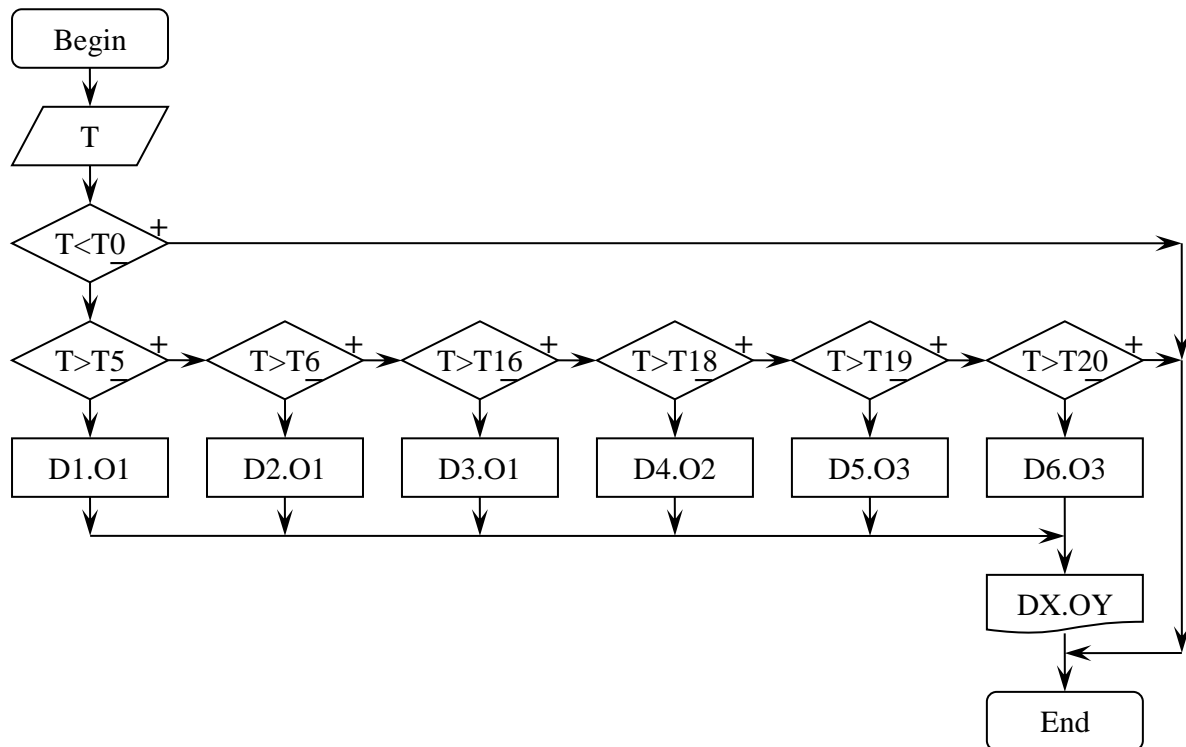 Begin
T
T<T0
+
−
T>T5
+
−
T>T6
+
−
T>T16
+
−
T>T18
+
−
T>T19
+
−
T>T20
+
−
D1.O1
D2.O1
D3.O1
D4.O2
D5.O3
D6.O3
DX.OY
End